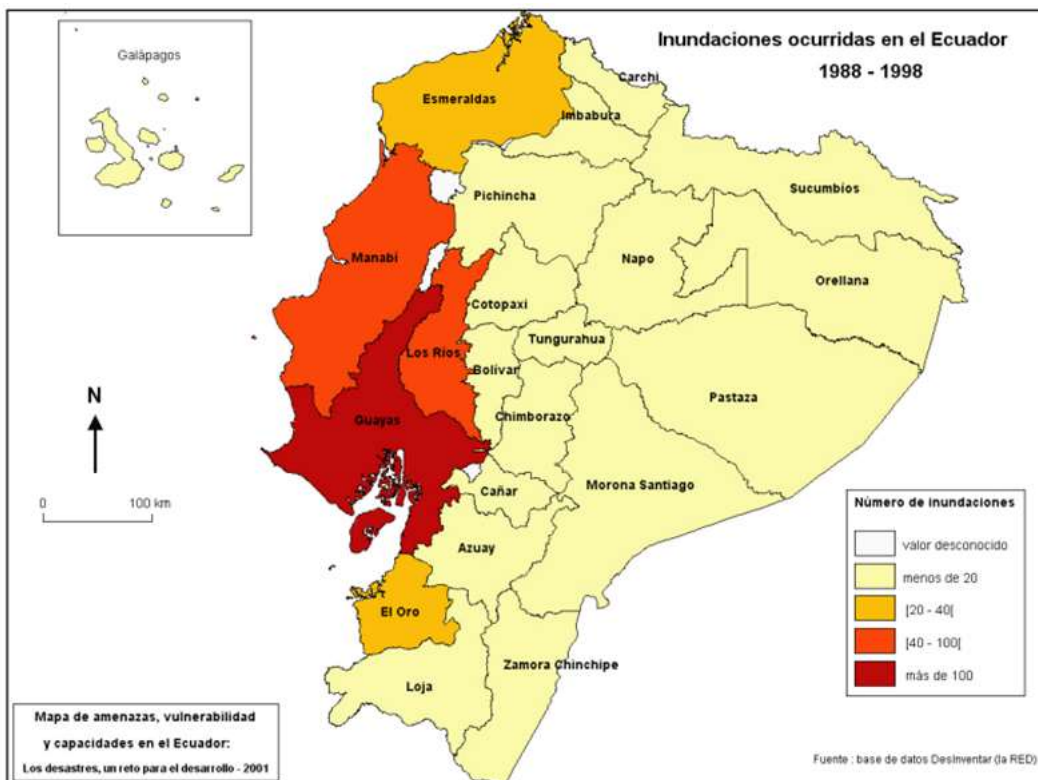 Inundaciones ocurridas en el Ecuador
1988 - 1998
Galápagos
Carchi
Esmeraldas
Imbabura
Sucumbios
Pichincha
Napo
Manabí
Orellana
Cotopaxi
Tungurahua
Los Ríos
Bolívar
Pastaza
N
Chimborazo
Guayas
Morona Santiago
Cañar
0 100 km
Azuay
El Oro
Zamora Chinchipe
Loja
Número de inundaciones
valor desconocido
menos de 20
[20 - 40[
[40 - 100[
más de 100
Mapa de amenazas, vulnerabilidad
y capacidades en el Ecuador:
Los desastres, un reto para el desarrollo - 2001
Fuente : base de datos DesInventar (la RED)